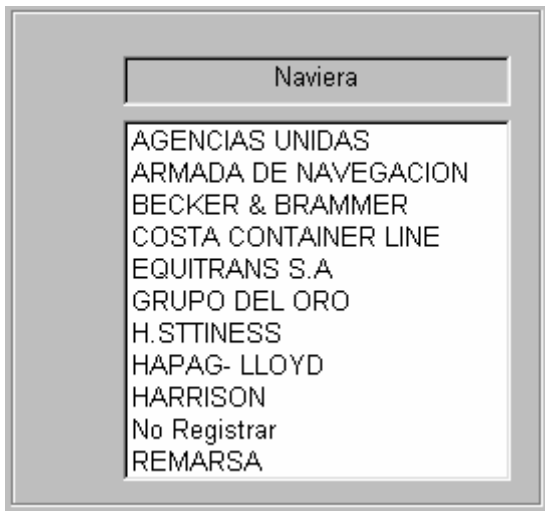 Naviera
AGENCIAS UNIDAS
ARMADA DE NAVEGACION
BECKER & BRAMMER
COSTA CONTAINER LINE
EQUITRANS S.A
GRUPO DEL ORO
H.STTINESS
HAPAG- LLOYD
HARRISON
No Registrar
REMARSA